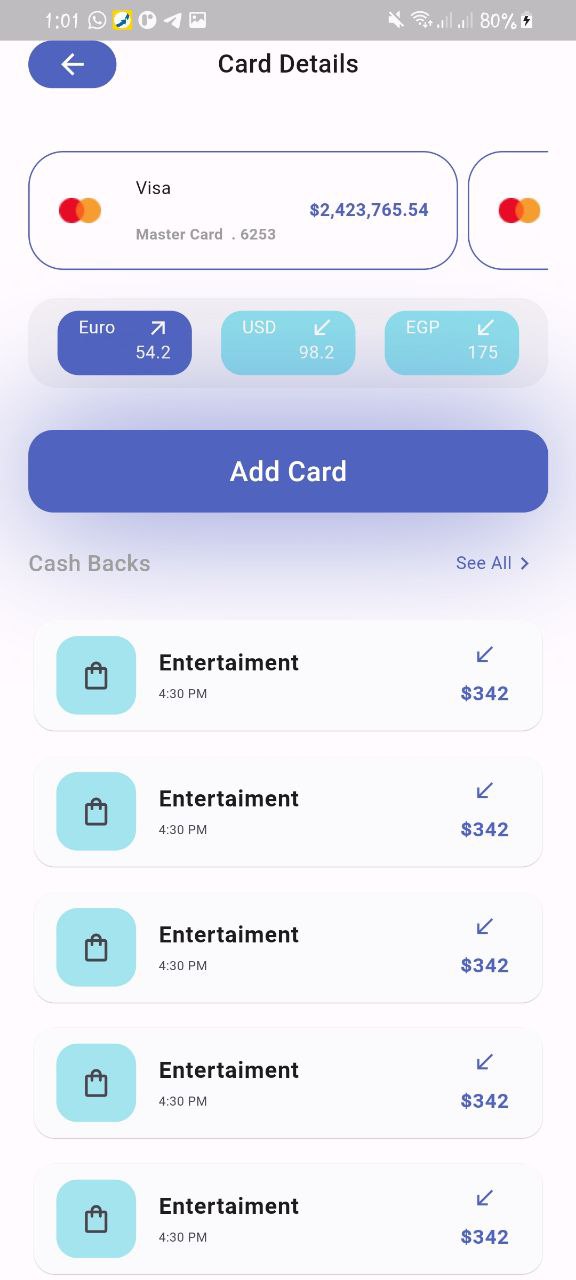 1:01 80%
Card Details
Visa
$2,423,765.54
Master Card . 6253
Euro USD EGP
54.2 98.2 175
Add Card
Cash Backs See All
Entertaiment
4:30 PM
$342
Entertaiment
4:30 PM
$342
Entertaiment
4:30 PM
$342
Entertaiment
4:30 PM
$342
Entertaiment
4:30 PM
$342